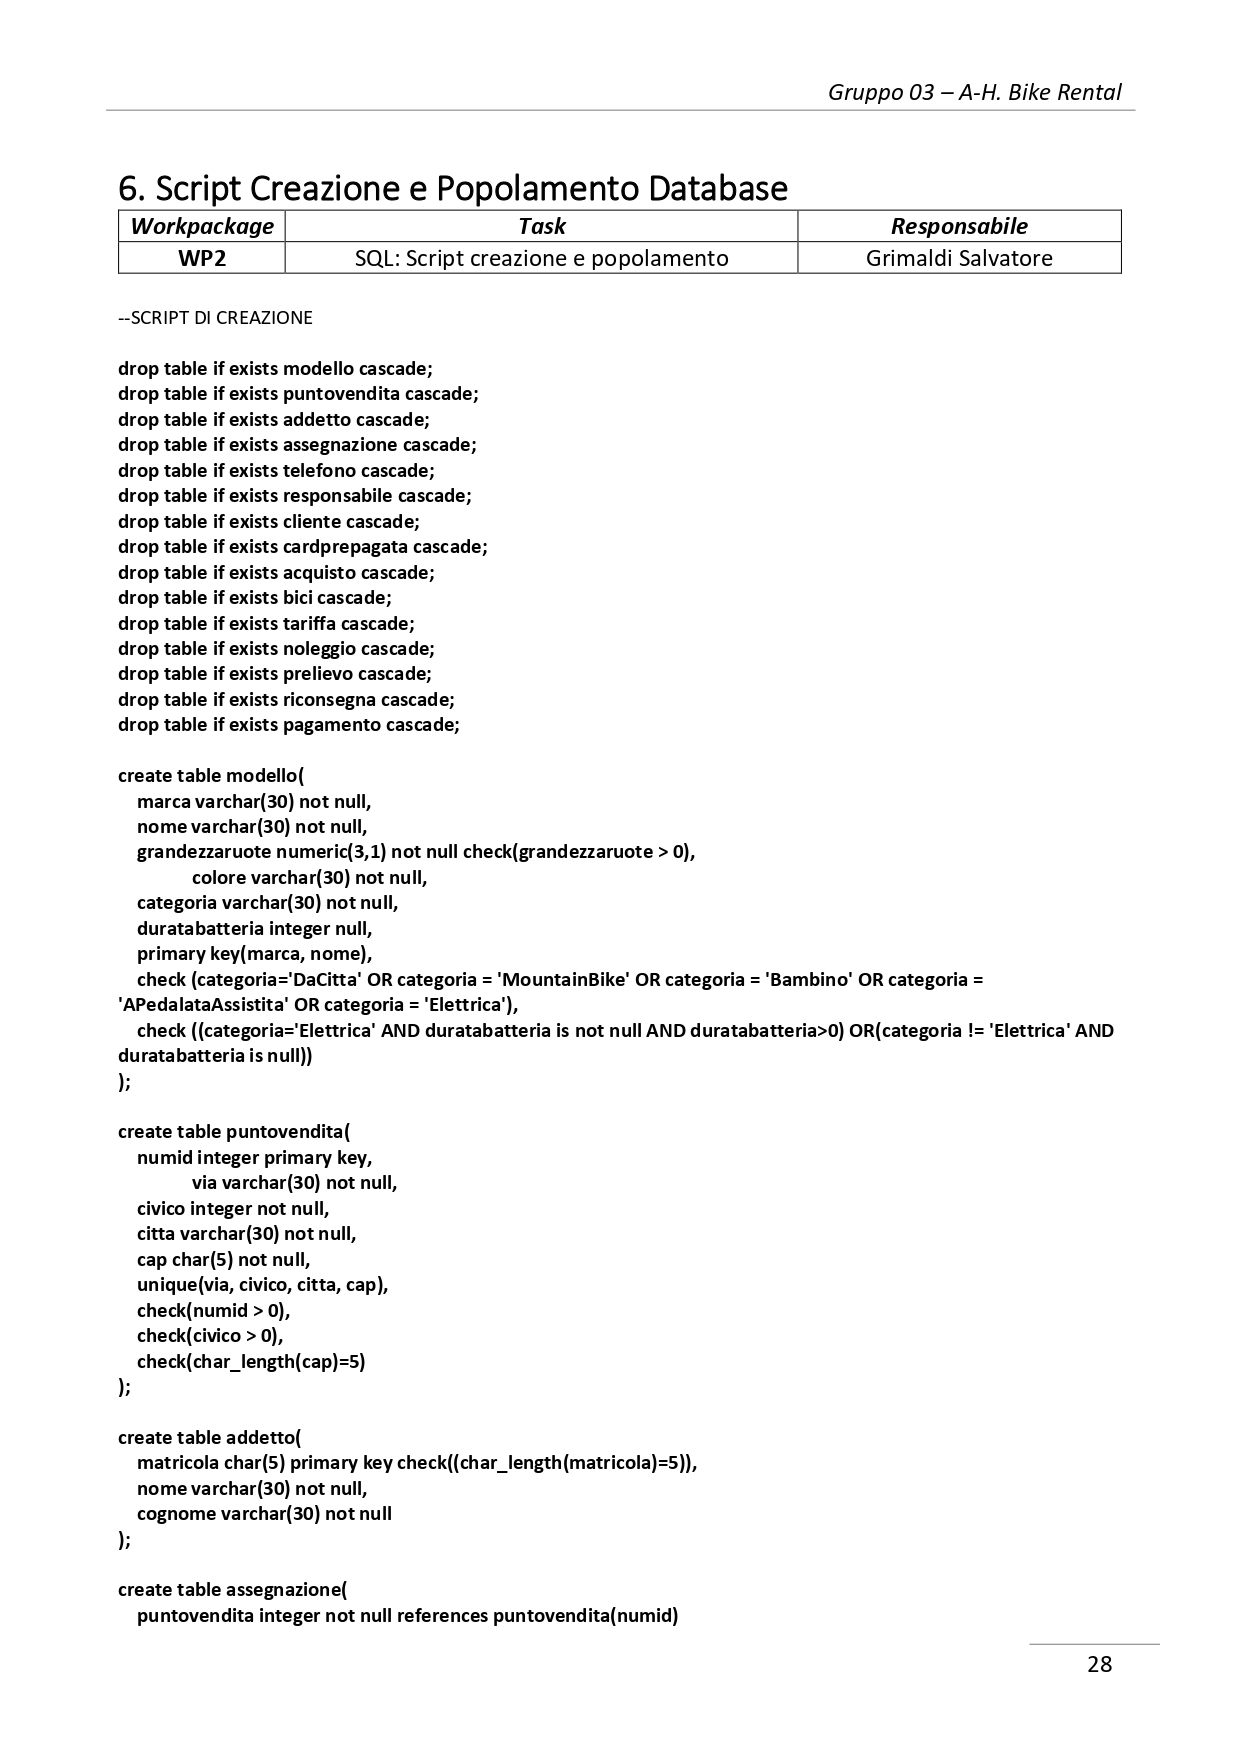 Gruppo 03 – A-H. Bike Rental
6. Script Creazione e Popolamento Database
Workpackage Task Responsabile
WP2 SQL: Script creazione e popolamento Grimaldi Salvatore
--SCRIPT DI CREAZIONE
drop table if exists modello cascade;
drop table if exists puntovendita cascade;
drop table if exists addetto cascade;
drop table if exists assegnazione cascade;
drop table if exists telefono cascade;
drop table if exists responsabile cascade;
drop table if exists cliente cascade;
drop table if exists cardprepagata cascade;
drop table if exists acquisto cascade;
drop table if exists bici cascade;
drop table if exists tariffa cascade;
drop table if exists noleggio cascade;
drop table if exists prelievo cascade;
drop table if exists riconsegna cascade;
drop table if exists pagamento cascade;
create table modello(
marca varchar(30) not null,
nome varchar(30) not null,
grandezzaruote numeric(3,1) not null check(grandezzaruote > 0),
colore varchar(30) not null,
categoria varchar(30) not null,
duratabatteria integer null,
primary key(marca, nome),
check (categoria='DaCitta' OR categoria = 'MountainBike' OR categoria = 'Bambino' OR categoria =
'APedalataAssistita' OR categoria = 'Elettrica'),
check ((categoria='Elettrica' AND duratabatteria is not null AND duratabatteria>0) OR(categoria != 'Elettrica' AND
duratabatteria is null))
);
create table puntovendita(
numid integer primary key,
via varchar(30) not null,
civico integer not null,
citta varchar(30) not null,
cap char(5) not null,
unique(via, civico, citta, cap),
check(numid > 0),
check(civico > 0),
check(char_length(cap)=5)
);
create table addetto(
matricola char(5) primary key check((char_length(matricola)=5)),
nome varchar(30) not null,
cognome varchar(30) not null
);
create table assegnazione(
puntovendita integer not null references puntovendita(numid)
28